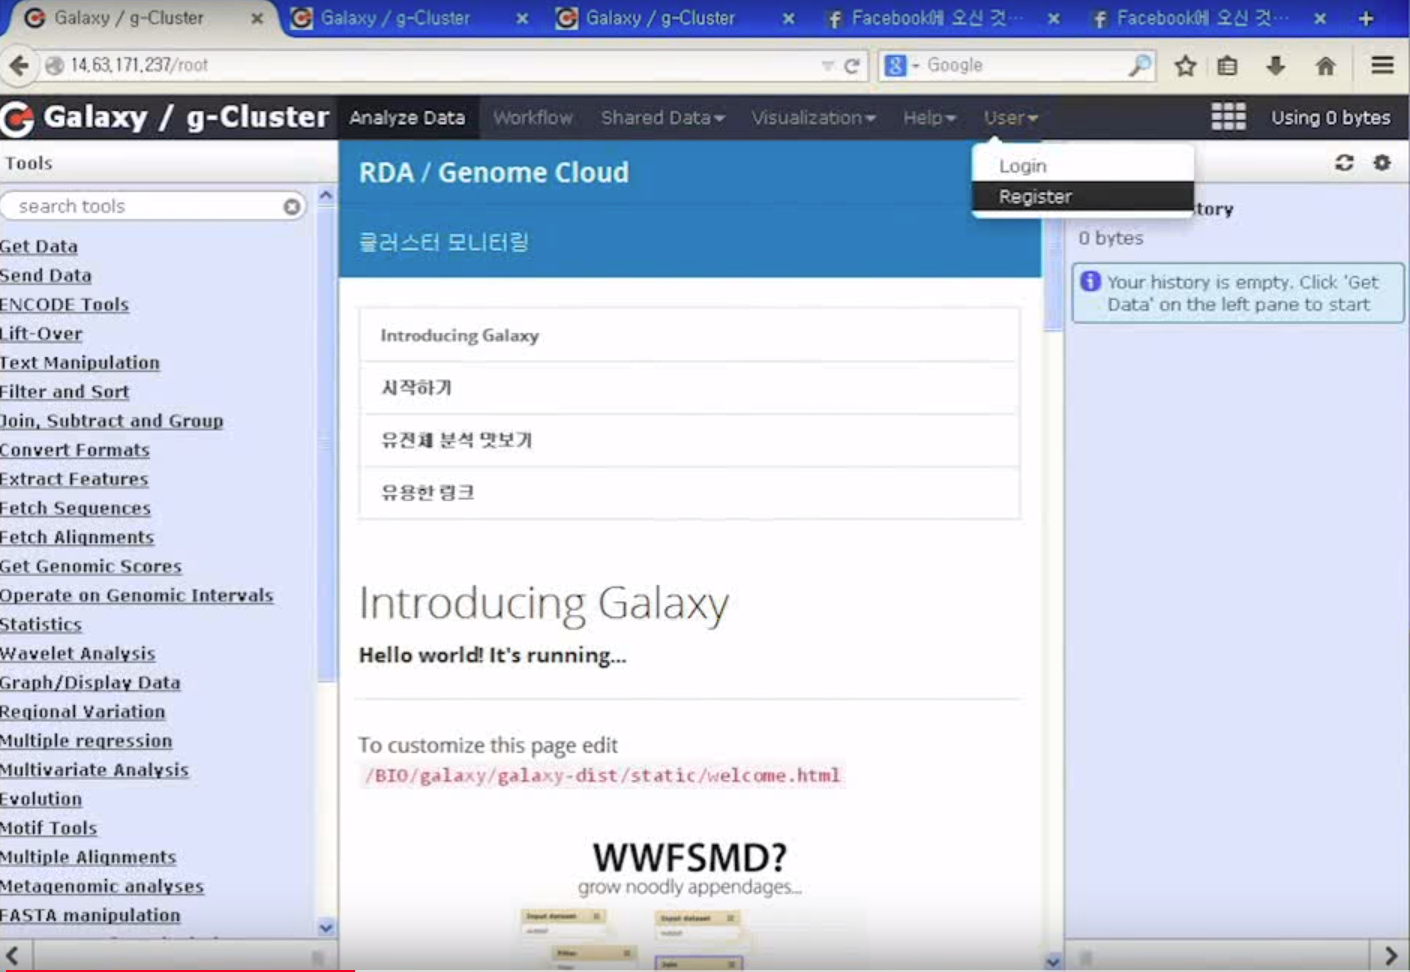 Galaxy / g-Cluster
Galaxy / g-Cluster
Galaxy / g-Cluster
Facebook에 오신 것…
Facebook에 오신 것…
14.63.171.237/root
Google
Galaxy / g-Cluster
Analyze Data
Workflow
Shared Data
Visualization
Help
User
Using 0 bytes
Login
Register
Tools
search tools
Get Data
Send Data
ENCODE Tools
Lift-Over
Text Manipulation
Filter and Sort
Join, Subtract and Group
Convert Formats
Extract Features
Fetch Sequences
Fetch Alignments
Get Genomic Scores
Operate on Genomic Intervals
Statistics
Wavelet Analysis
Graph/Display Data
Regional Variation
Multiple regression
Multivariate Analysis
Evolution
Motif Tools
Multiple Alignments
Metagenomic analyses
FASTA manipulation
RDA / Genome Cloud
클러스터 모니터링
Introducing Galaxy
시작하기
유전체 분석 맛보기
유용한 링크
Introducing Galaxy
Hello world! It's running...
To customize this page edit
/BIO/galaxy/galaxy-dist/static/welcome.html
WWFSMD?
grow noodly appendages...
Input dataset
output
Input dataset
output
Filter
Join
tory
0 bytes
Your history is empty. Click 'Get
Data' on the left pane to start